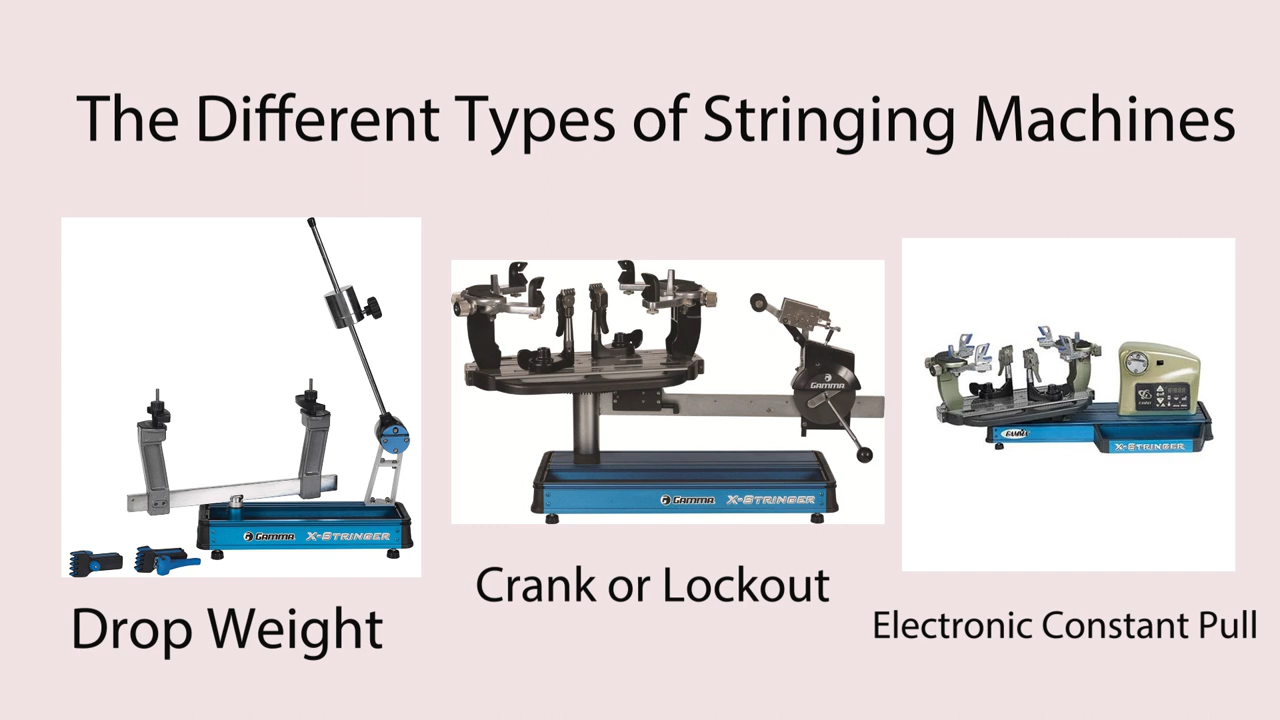 The Different Types of Stringing Machines
GAMMA X-STRINGER
Drop Weight
GAMMA
GAMMA X-STRINGER
Crank or Lockout
GAMMA X-STRINGER
Electronic Constant Pull